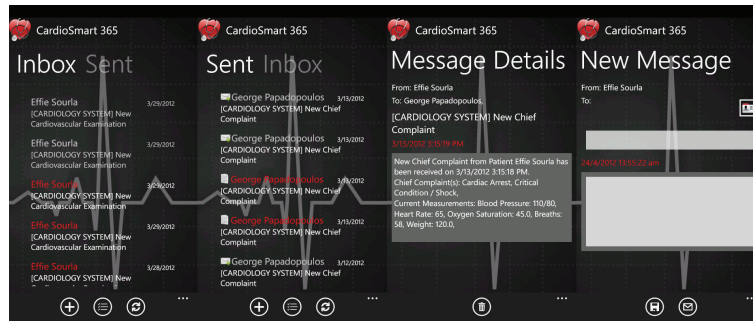 CardioSmart 365
Inbox Sent
Effie Sourla 3/29/2012
[CARDIOLOGY SYSTEM] New
Cardiovascular Examination
Effie Sourla 3/29/2012
[CARDIOLOGY SYSTEM] New
Cardiovascular Examination
Effie Sourla 3/29/2012
[CARDIOLOGY SYSTEM] New
Cardiovascular Examination
Effie Sourla 3/29/2012
[CARDIOLOGY SYSTEM] New
Cardiovascular Examination
Effie Sourla 3/28/2012
[CARDIOLOGY SYSTEM] New
Cardiovascular Examination
CardioSmart 365
Sent Inbox
George Papadopoulos 3/13/2012
[CARDIOLOGY SYSTEM] New Chief
Complaint
George Papadopoulos 3/13/2012
[CARDIOLOGY SYSTEM] New Chief
Complaint
George Papadopoulos 3/13/2012
[CARDIOLOGY SYSTEM] New Chief
Complaint
George Papadopoulos 3/13/2012
[CARDIOLOGY SYSTEM] New Chief
Complaint
George Papadopoulos 3/12/2012
[CARDIOLOGY SYSTEM] New Chief
Complaint
CardioSmart 365
Message Details
From: Effie Sourla
To: George Papadopoulos,
[CARDIOLOGY SYSTEM] New Chief
Complaint
3/13/2012 3:15:19 PM
New Chief Complaint from Patient Effie Sourla has
been received on 3/13/2012 3:15:18 PM.
Chief Complaint(s): Cardiac Arrest, Critical
Condition / Shock,
Current Measurements: Blood Pressure: 110/80,
Heart Rate: 65, Oxygen Saturation: 45.0, Breaths:
58, Weight: 120.0,
CardioSmart 365
New Message
From: Effie Sourla
To:
24/4/2012 13:55:22 am